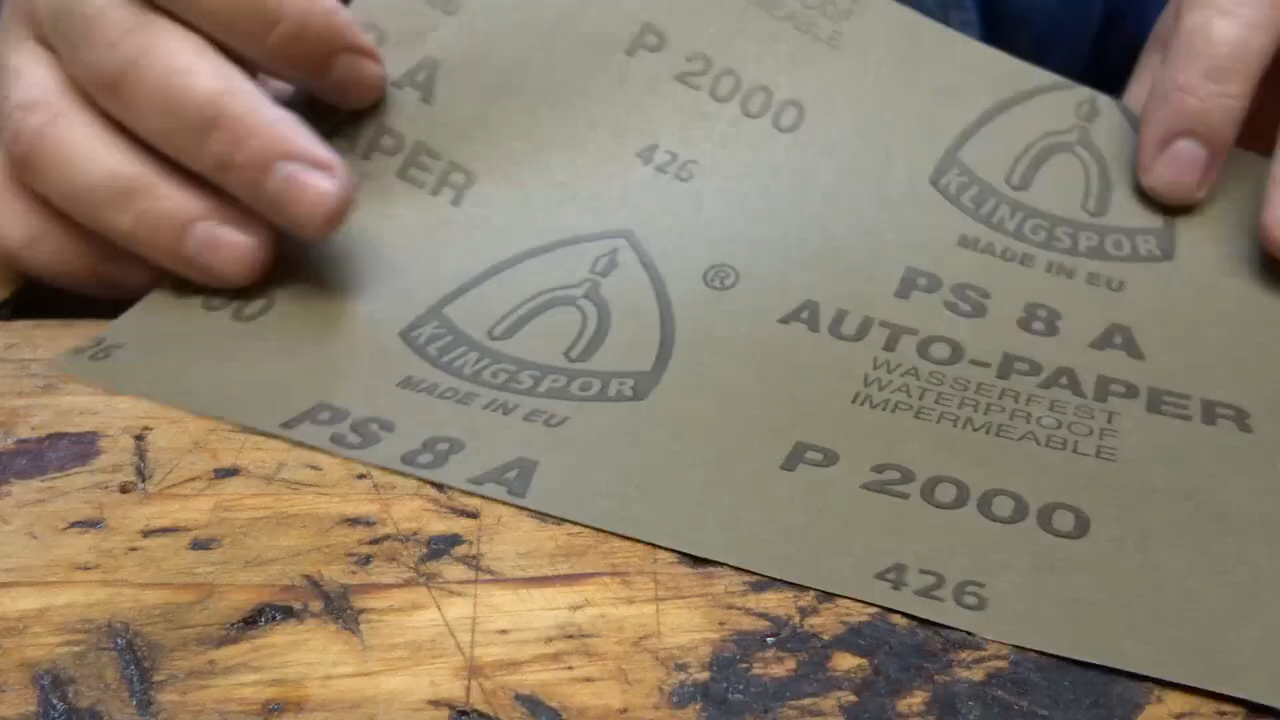 A
P 2000
426
KLINGSPOR
MADE IN EU
PS 8 A
AUTO-PAPER
WASSERFEST
WATERPROOF
IMPERMEABLE
P 2000
426
®
KLINGSPOR
MADE IN EU
PS 8 A